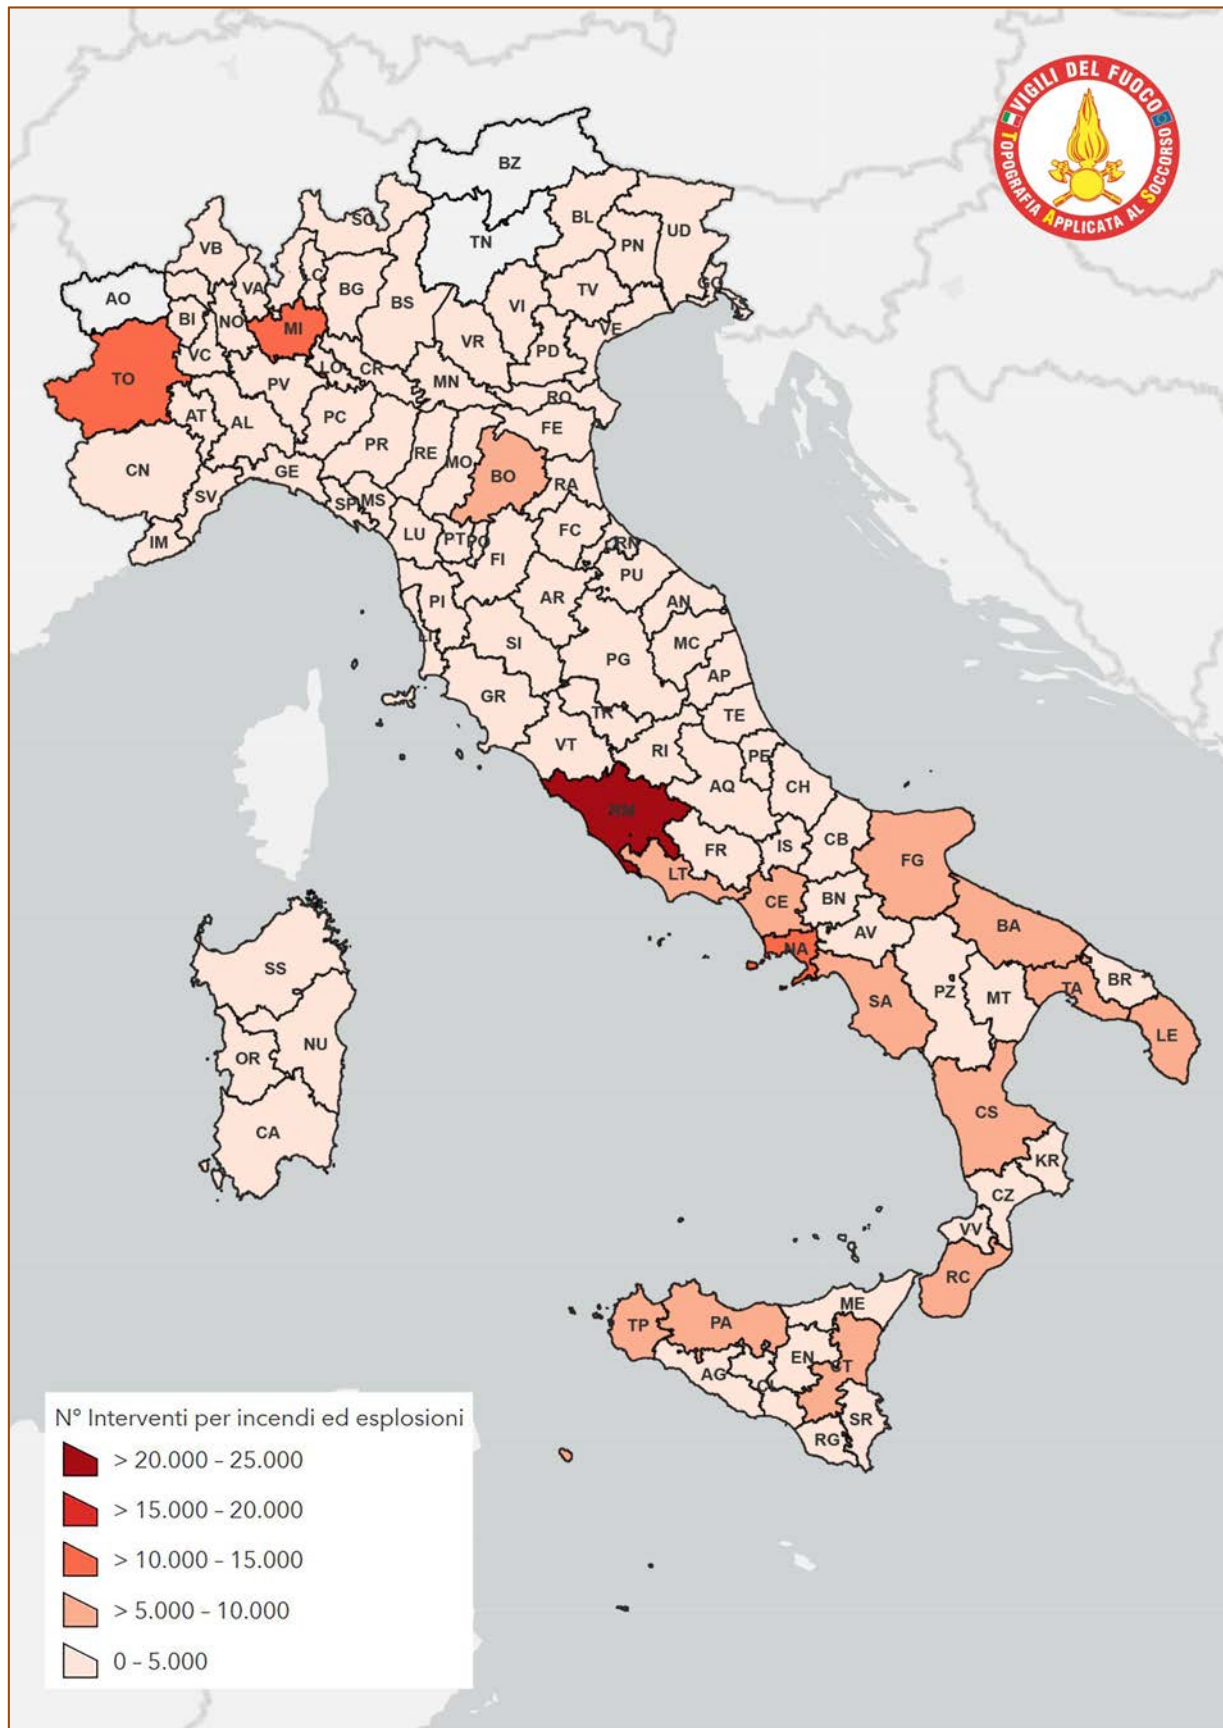 VIGILI DEL FUOCO
TOPOGRAFIA APPLICATA AL SOCCORSO
BZ
SO
BL
UD
TN
PN
VB
AO
VA
LC
BG
BS
VI
TV
GO
TS
BI
NO
MI
VR
VE
VC
PD
TO
LO
CR
MN
PV
RO
AT
AL
PC
FE
PR
RE
MO
BO
CN
GE
RA
SV
SP
MS
LU
PT
PO
FC
RN
IM
FI
PU
PI
AR
AN
LI
SI
MC
PG
AP
GR
TR
TE
VT
RI
PE
AQ
CH
RM
FR
IS
CB
FG
LT
CE
BN
BA
AV
NA
SS
SA
PZ
MT
TA
BR
LE
OR
NU
CS
CA
KR
CZ
VV
RC
ME
TP
PA
EN
CT
AG
CL
SR
RG
N° Interventi per incendi ed esplosioni
> 20.000 – 25.000
> 15.000 – 20.000
> 10.000 – 15.000
> 5.000 – 10.000
0 – 5.000